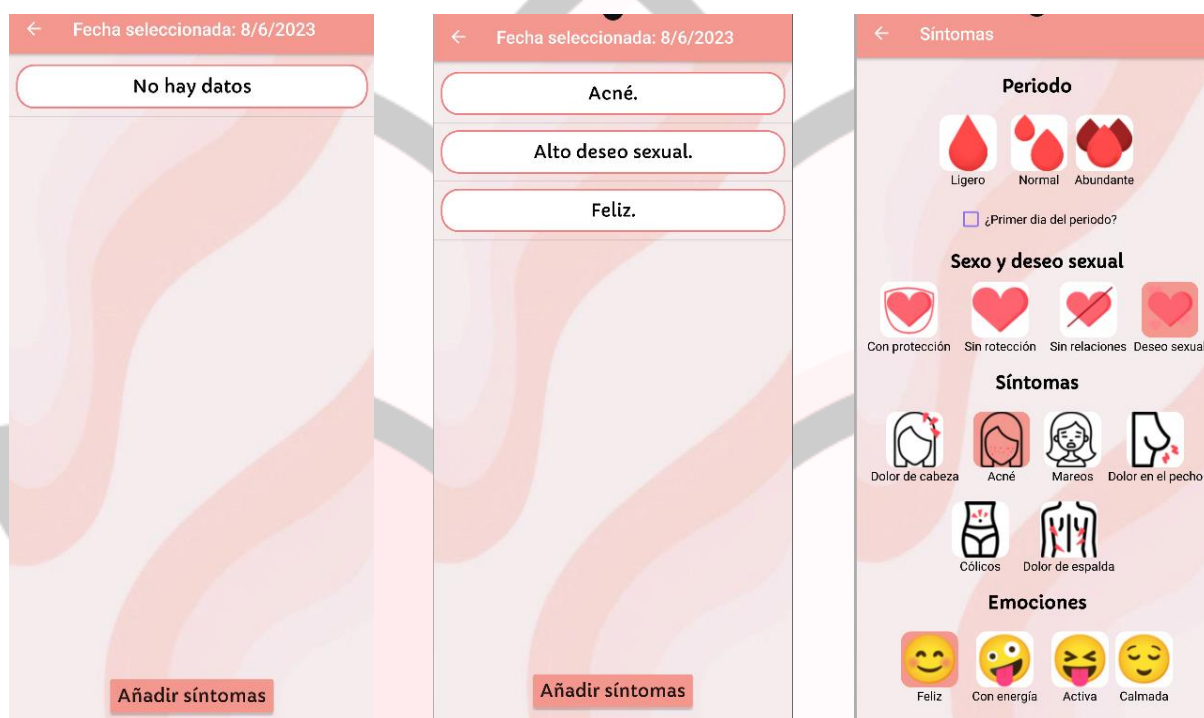 Fecha seleccionada: 8/6/2023
No hay datos
Añadir síntomas
Fecha seleccionada: 8/6/2023
Acné.
Alto deseo sexual.
Feliz.
Añadir síntomas
Síntomas
Periodo
Ligero Normal Abundante
¿Primer dia del periodo?
Sexo y deseo sexual
Con protección Sin rotección Sin relaciones Deseo sexual
Síntomas
Dolor de cabeza Acné Mareos Dolor en el pecho
Cólicos Dolor de espalda
Emociones
Feliz Con energía Activa Calmada